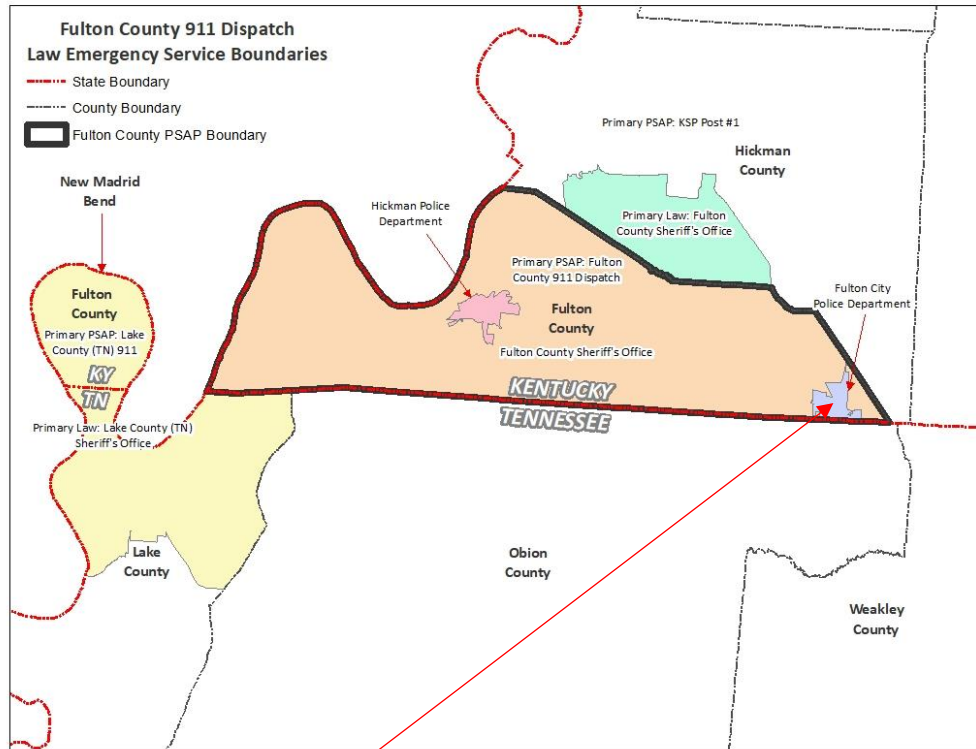 Fulton County 911 Dispatch
Law Emergency Service Boundaries
State Boundary
County Boundary
Fulton County PSAP Boundary
Primary PSAP: KSP Post #1
Hickman
County
New Madrid
Bend
Hickman Police
Department
Primary Law: Fulton
County Sheriff's Office
Primary PSAP: Fulton
County 911 Dispatch
Fulton City
Police Department
Fulton
County
Primary PSAP: Lake
County (TN) 911
KY
TN
Fulton
County
Fulton County Sheriff's Office
KENTUCKY
TENNESSEE
Primary Law: Lake County (TN)
Sheriff's Office
Lake
County
Obion
County
Weakley
County